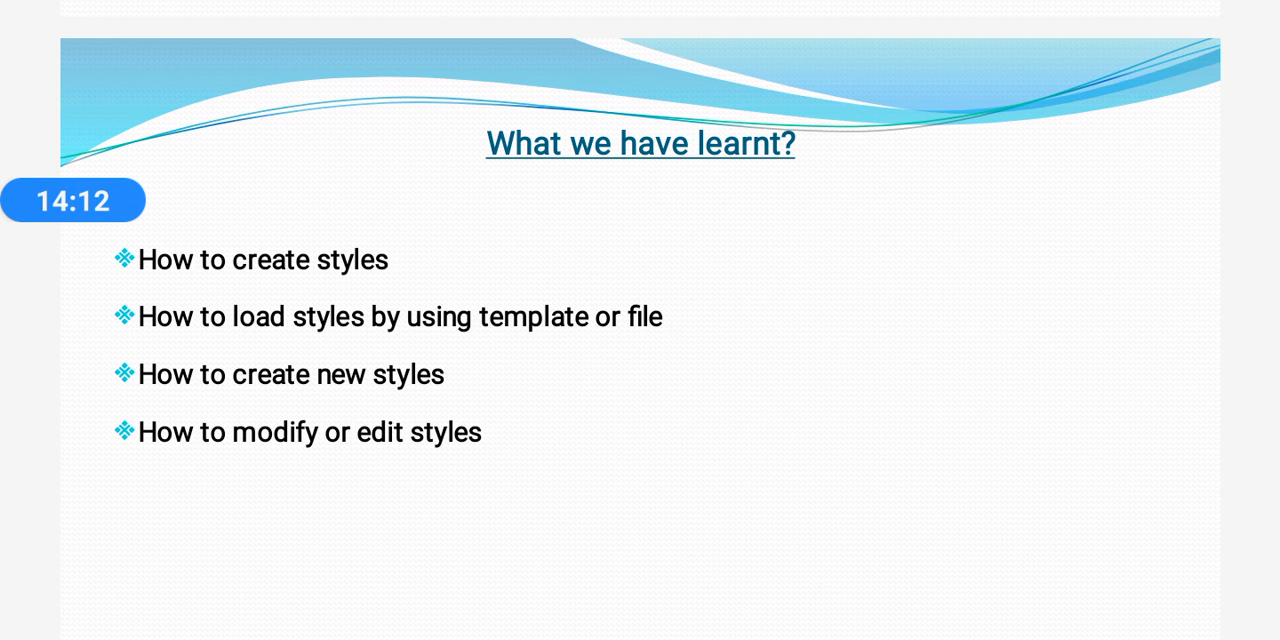 What we have learnt?
14:12
How to create styles
How to load styles by using template or file
How to create new styles
How to modify or edit styles